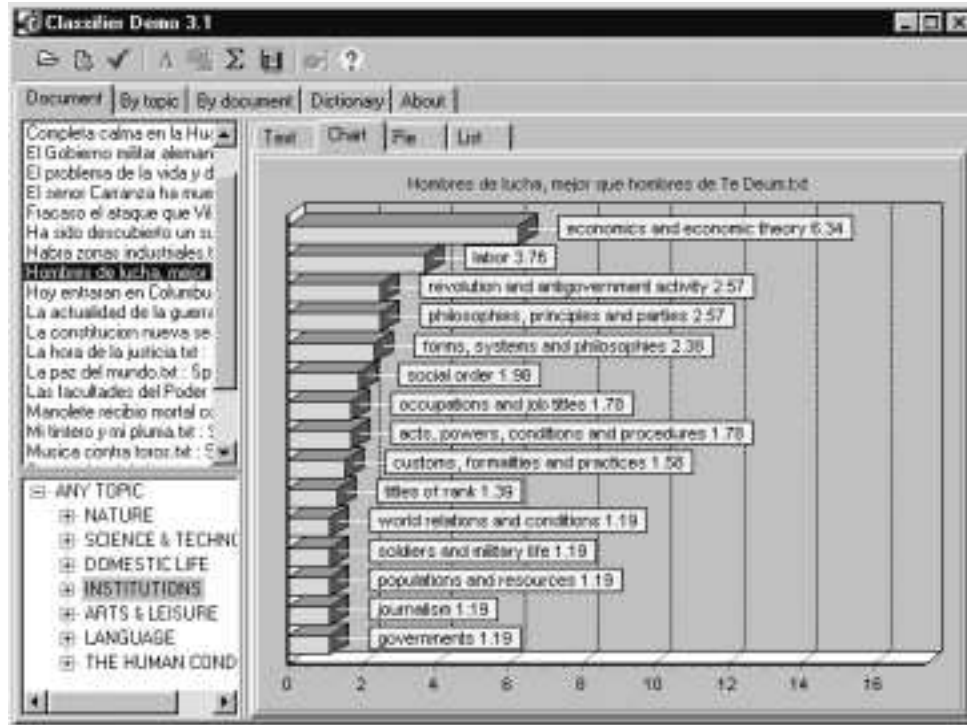 Classifier Demo 3.1
Document By topic By document Dictionary About
Completa calma en la Hua
El Gobierno militar aleman
El problema de la vida y d
El senor Carranza ha mue
Fracaso el ataque que Vil
Ha sido descubierto un su
Habra zonas industriales.t
Hombres de lucha, mejor
Hoy entraran en Columbu
La actualidad de la guerra
La constitucion nueva se
La hora de la justicia.txt :
La paz del mundo.txt : Sp
Las facultades del Poder
Manolete recibio mortal co
Mi tintero y mi pluma.txt : S
Musica contra toros.txt : S
ANY TOPIC
NATURE
SCIENCE & TECHNO
DOMESTIC LIFE
INSTITUTIONS
ARTS & LEISURE
LANGUAGE
THE HUMAN COND
Text Chart Pie List
Hombres de lucha, mejor que hombres de Te Deum.txt
economics and economic theory 6.34
labor 3.76
revolution and antigovernment activity 2.57
philosophies, principles and parties 2.57
forms, systems and philosophies 2.38
social order 1.98
occupations and job titles 1.78
acts, powers, conditions and procedures 1.78
customs, formalities and practices 1.58
titles of rank 1.39
world relations and conditions 1.19
soldiers and military life 1.19
populations and resources 1.19
journalism 1.19
governments 1.19
0 2 4 6 8 10 12 14 16